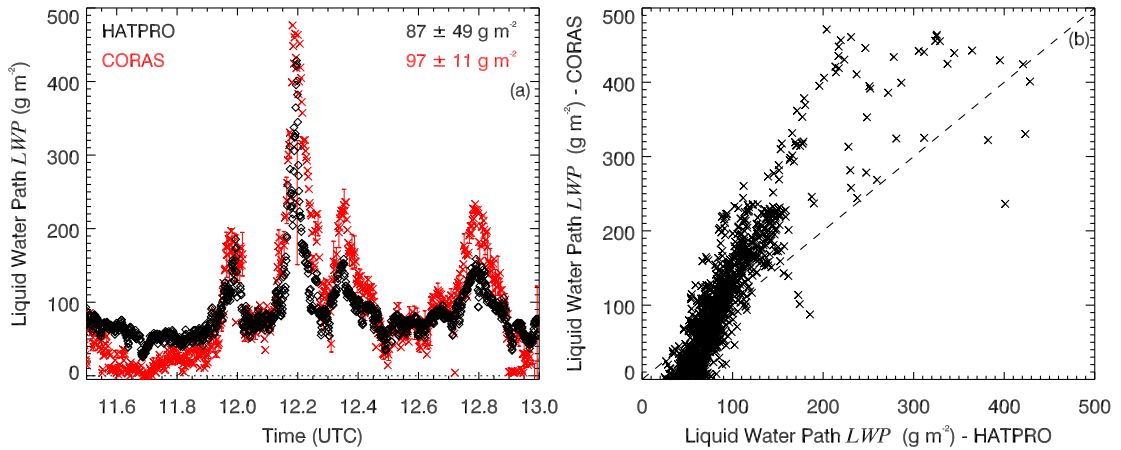 HATPRO 87 ± 49 g m⁻²
CORAS 97 ± 11 g m⁻²
(a)
Liquid Water Path LWP (g m⁻²)
500
400
300
200
100
0
11.6 11.8 12.0 12.2 12.4 12.6 12.8 13.0
Time (UTC)
(b)
Liquid Water Path LWP (g m⁻²) - CORAS
500
400
300
200
100
0
0 100 200 300 400 500
Liquid Water Path LWP (g m⁻²) - HATPRO